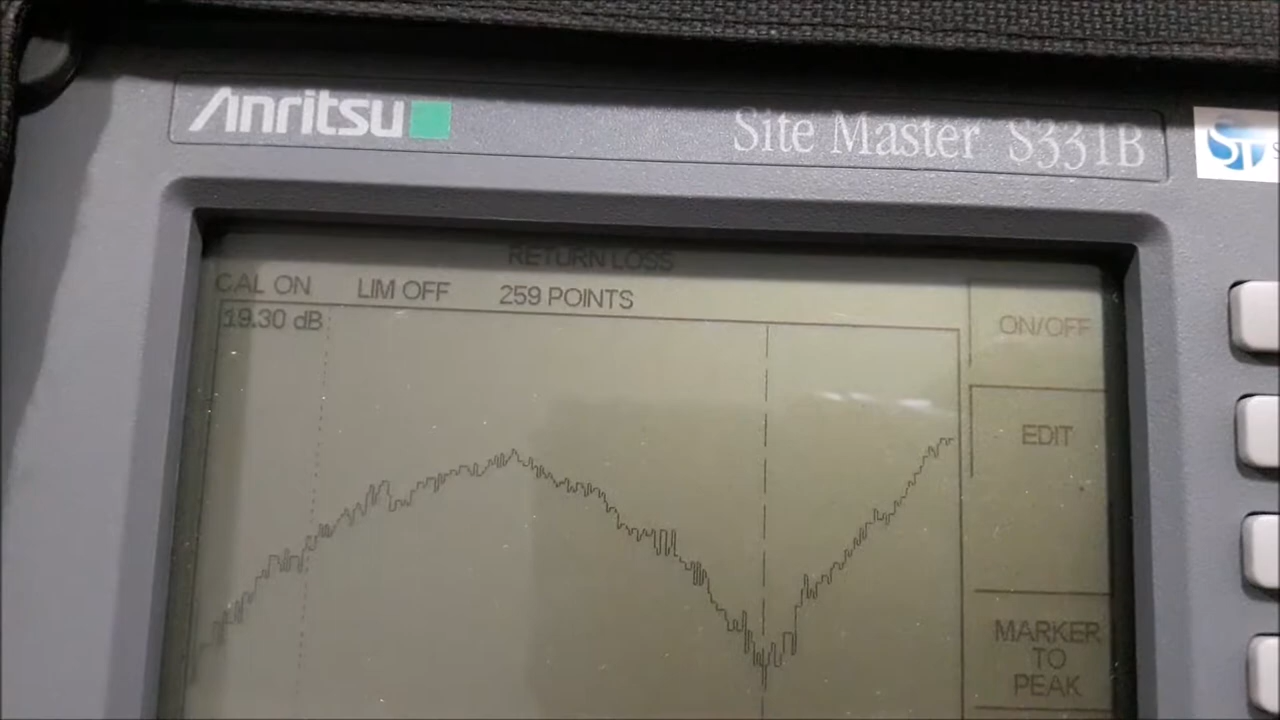 Anritsu
Site Master S331B
RETURN LOSS
CAL ON LIM OFF 259 POINTS
19.30 dB
ON/OFF
EDIT
MARKER
TO
PEAK